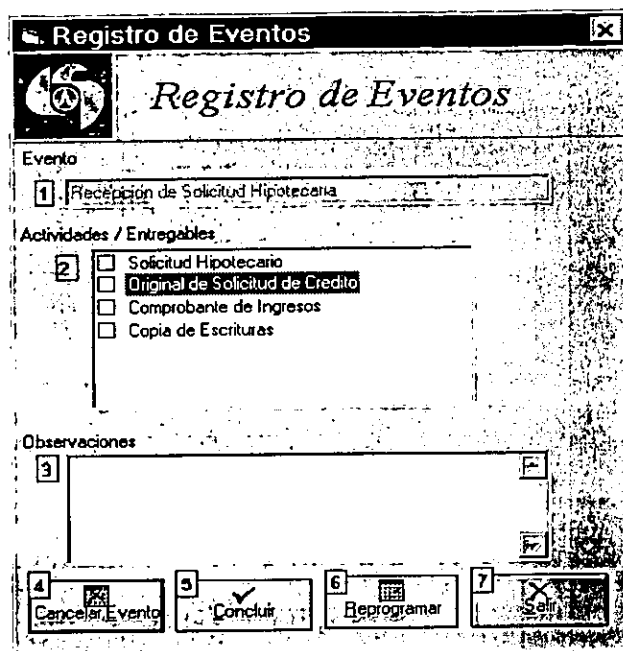 Registro de Eventos
Registro de Eventos
Evento
1 Recepción de Solicitud Hipotecaria
Actividades / Entregables
2 Solicitud Hipotecario
Original de Solicitud de Credito
Comprobante de Ingresos
Copia de Escrituras
Observaciones
3
4 Cancelar Evento
5 Concluir
6 Reprogramar
7 Salir